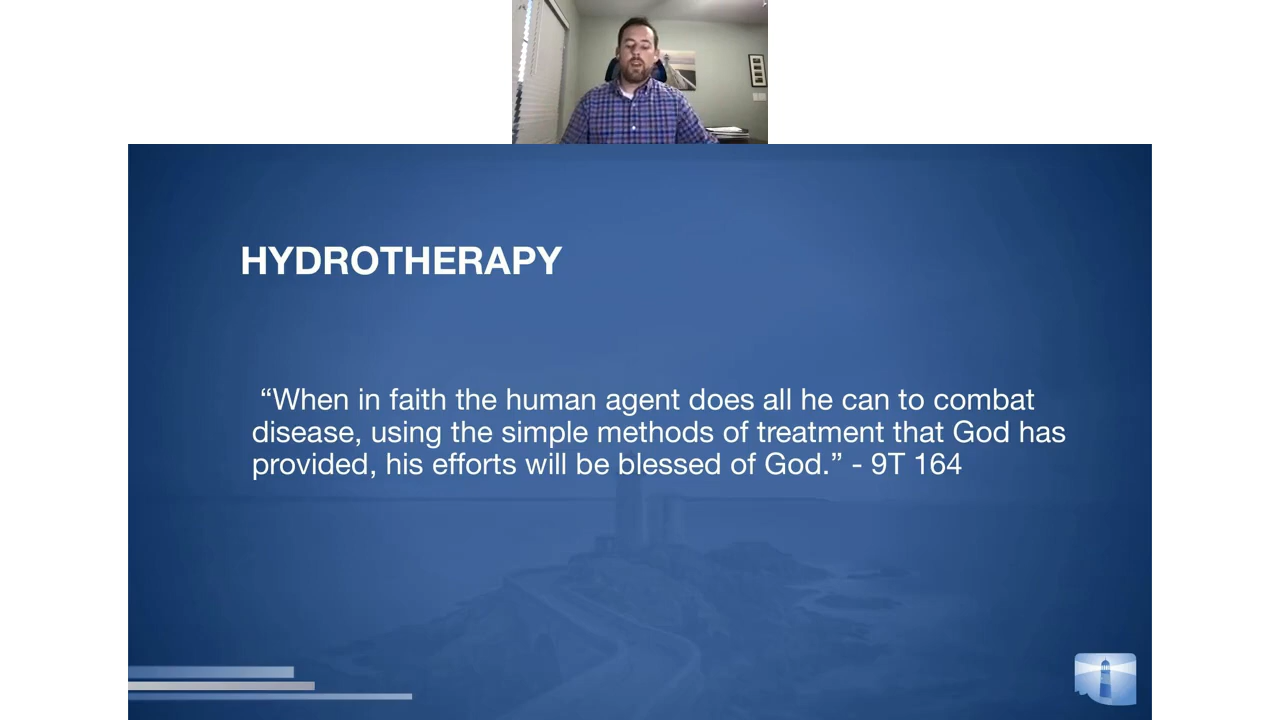 HYDROTHERAPY
“When in faith the human agent does all he can to combat
disease, using the simple methods of treatment that God has
provided, his efforts will be blessed of God.” - 9T 164